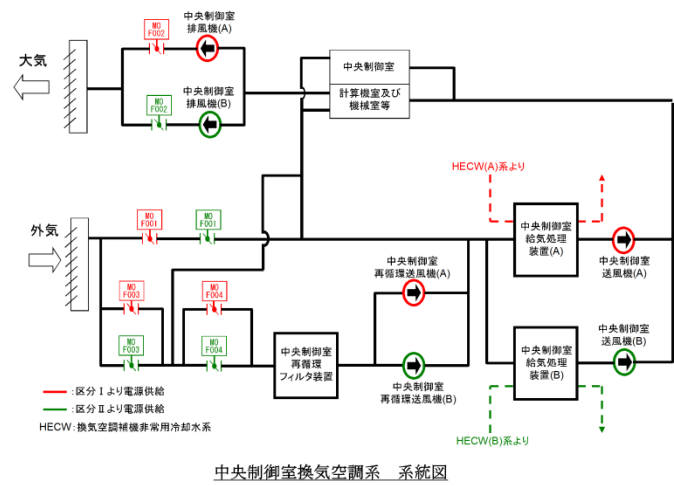 大気
MO
F002
中央制御室
排風機(A)
MO
F002
中央制御室
排風機(B)
中央制御室
計算機室及び
機械室等
外気
MO
F001
MO
F001
HECW(A)系より
中央制御室
給気処理
装置(A)
中央制御室
送風機(A)
MO
F003
MO
F004
中央制御室
再循環送風機(A)
MO
F003
MO
F004
中央制御室
再循環
フィルタ装置
中央制御室
再循環送風機(B)
中央制御室
給気処理
装置(B)
中央制御室
送風機(B)
HECW(B)系より
:区分Ⅰより電源供給
:区分Ⅱより電源供給
HECW:換気空調補機非常用冷却水系
中央制御室換気空調系 系統図